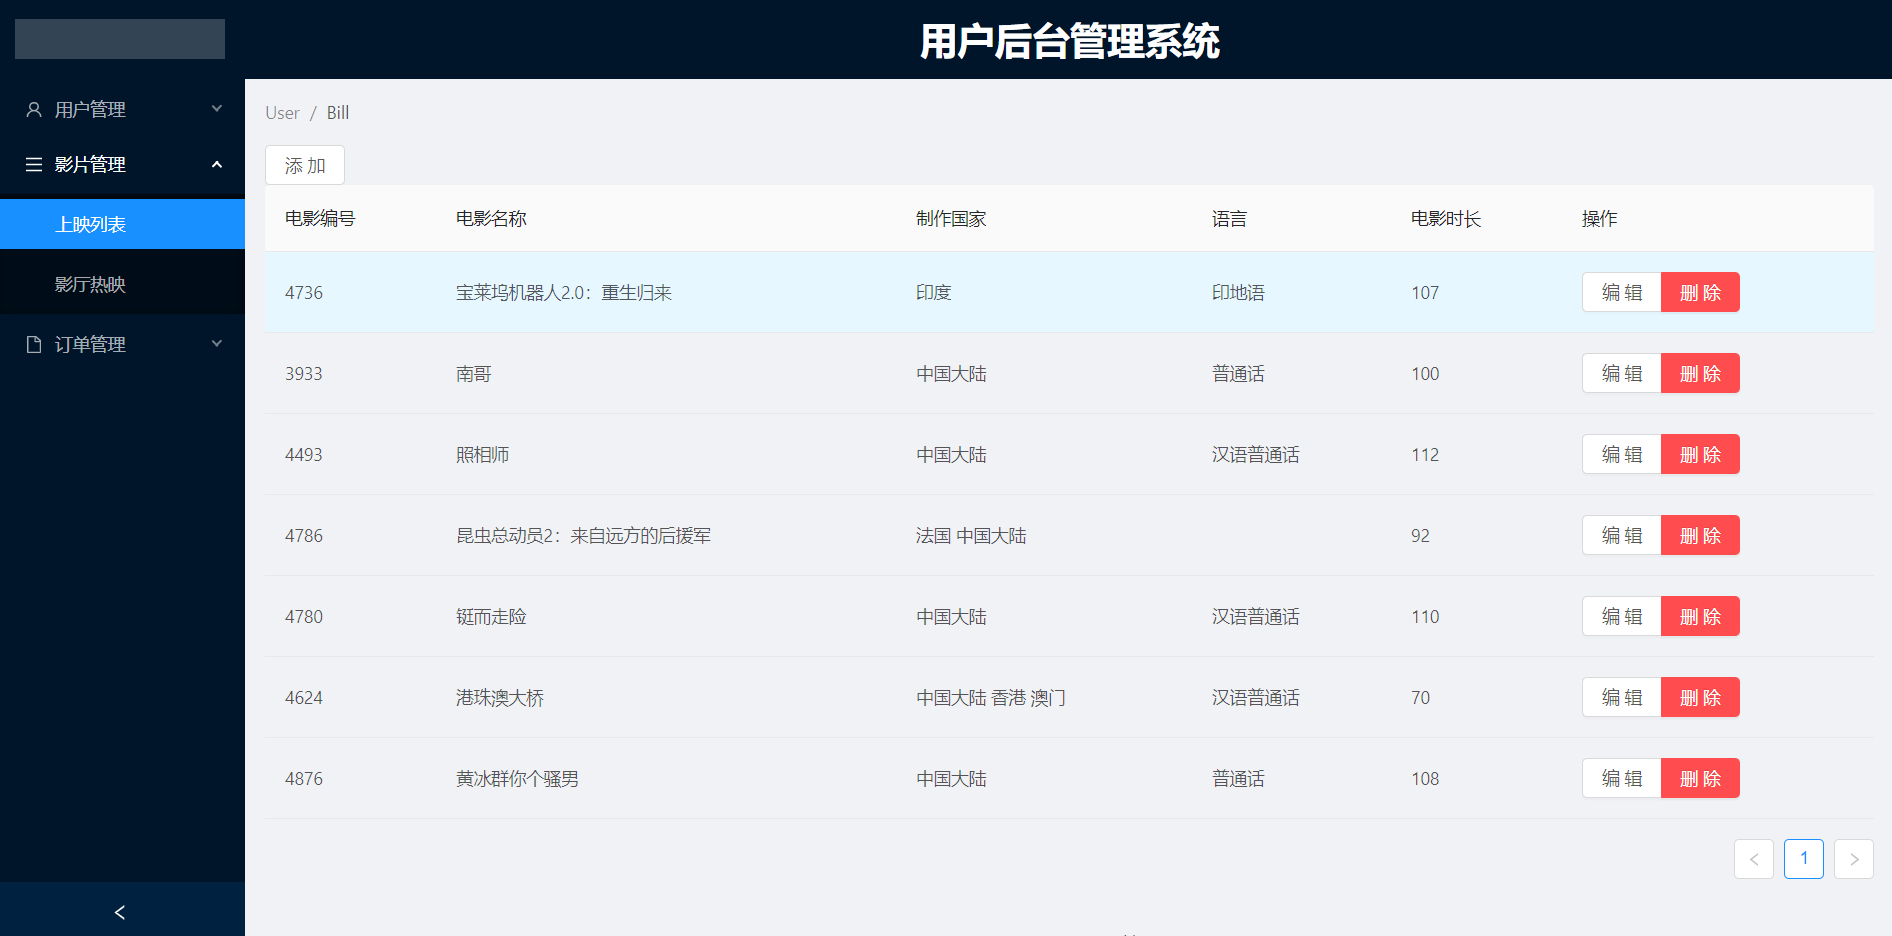 用户后台管理系统
用户管理
影片管理
上映列表
影厅热映
订单管理
User / Bill
添 加
电影编号 电影名称 制作国家 语言 电影时长 操作
4736 宝莱坞机器人2.0：重生归来 印度 印地语 107 编 辑 删 除
3933 南哥 中国大陆 普通话 100 编 辑 删 除
4493 照相师 中国大陆 汉语普通话 112 编 辑 删 除
4786 昆虫总动员2：来自远方的后援军 法国 中国大陆 92 编 辑 删 除
4780 铤而走险 中国大陆 汉语普通话 110 编 辑 删 除
4624 港珠澳大桥 中国大陆 香港 澳门 汉语普通话 70 编 辑 删 除
4876 黄冰群你个骚男 中国大陆 普通话 108 编 辑 删 除
1